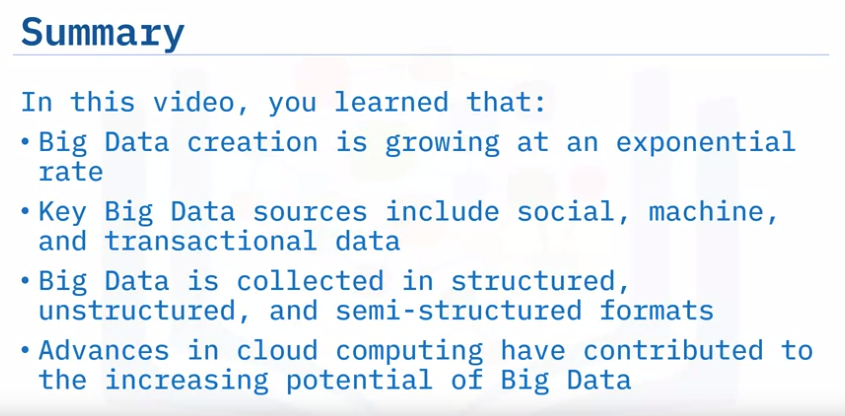 Summary
In this video, you learned that:
• Big Data creation is growing at an exponential
rate
• Key Big Data sources include social, machine,
and transactional data
• Big Data is collected in structured,
unstructured, and semi-structured formats
• Advances in cloud computing have contributed to
the increasing potential of Big Data